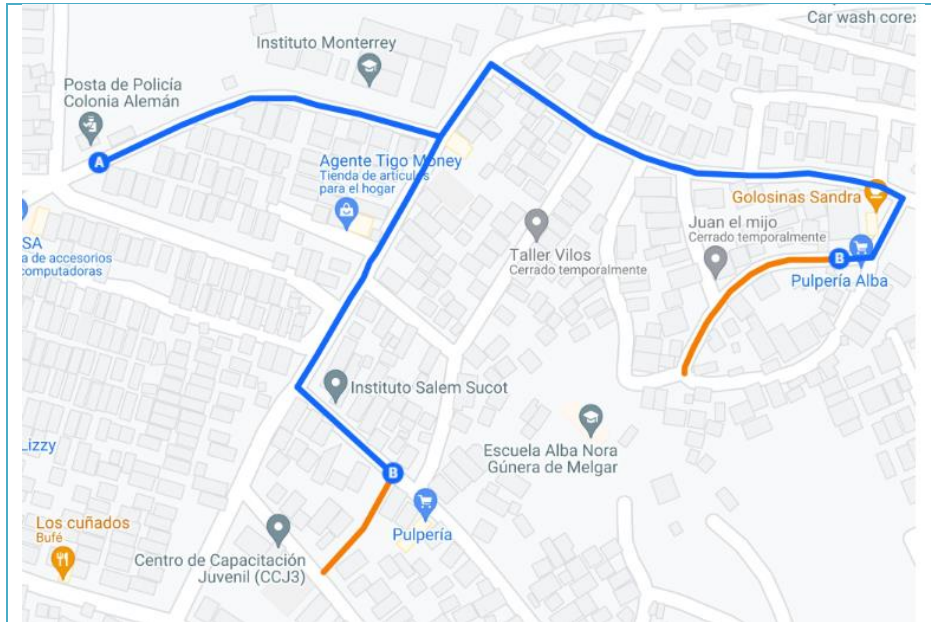 Car wash corex
Instituto Monterrey
Posta de Policía
Colonia Alemán
A
Agente Tigo Money
Tienda de artículos
para el hogar
Golosinas Sandra
Juan el mijo
Cerrado temporalmente
SA
a de accesorios
computadoras
Taller Vilos
Cerrado temporalmente
B
Pulpería Alba
Instituto Salem Sucot
Escuela Alba Nora
Gúnera de Melgar
Lizzy
B
Pulpería
Los cuñados
Bufé
Centro de Capacitación
Juvenil (CCJ3)